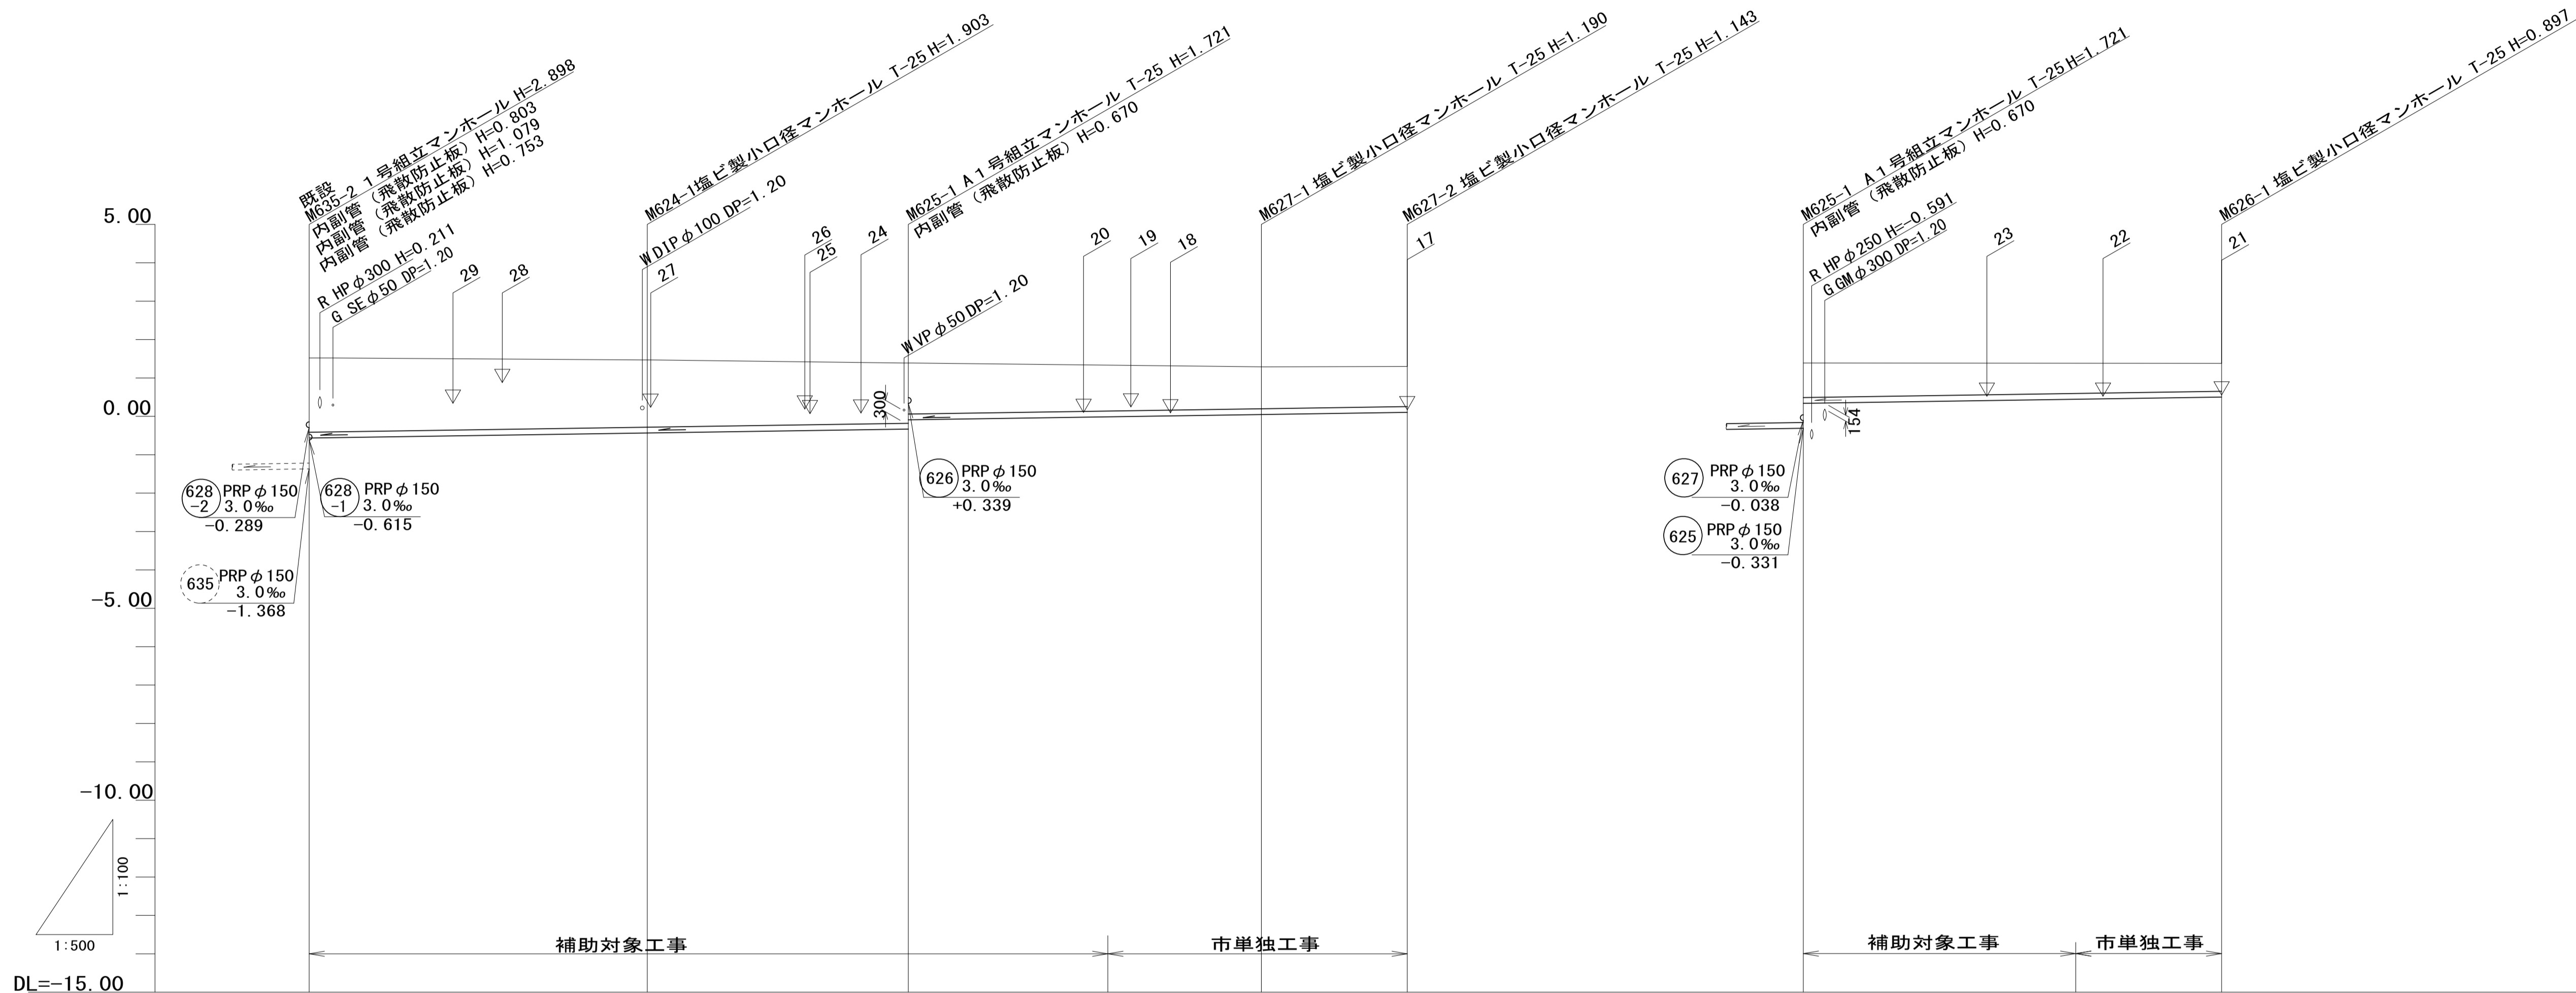 既設
M635-2 1号組立マンホール H=2.898
内副管（飛散防止板）H=0.803
内副管（飛散防止板）H=1.079
内副管（飛散防止板）H=0.753
R HPφ300 H=0.211
G SEφ50 DP=1.20
29
28
M624-1塩ビ製小口径マンホール T-25 H=1.903
W DIPφ100 DP=1.20
27
26
25
24
M625-1 A1号組立マンホール T-25 H=1.721
内副管（飛散防止板）H=0.670
W VPφ50 DP=1.20
20
19
18
M627-1 塩ビ製小口径マンホール T-25 H=1.190
M627-2 塩ビ製小口径マンホール T-25 H=1.143
17
M625-1 A1号組立マンホール T-25 H=1.721
内副管（飛散防止板）H=0.670
R HPφ250 H=-0.591
G GMφ300 DP=1.20
23
22
M626-1 塩ビ製小口径マンホール T-25 H=0.897
21
5.00
0.00
-5.00
-10.00
DL=-15.00
300
154
628
-2
PRPφ150
3.0‰
-0.289
628
-1
PRPφ150
3.0‰
-0.615
635
PRPφ150
3.0‰
-1.368
626
PRPφ150
3.0‰
+0.339
627
PRPφ150
3.0‰
-0.038
625
PRPφ150
3.0‰
-0.331
1:100
1:500
補助対象工事
市単独工事
補助対象工事
市単独工事